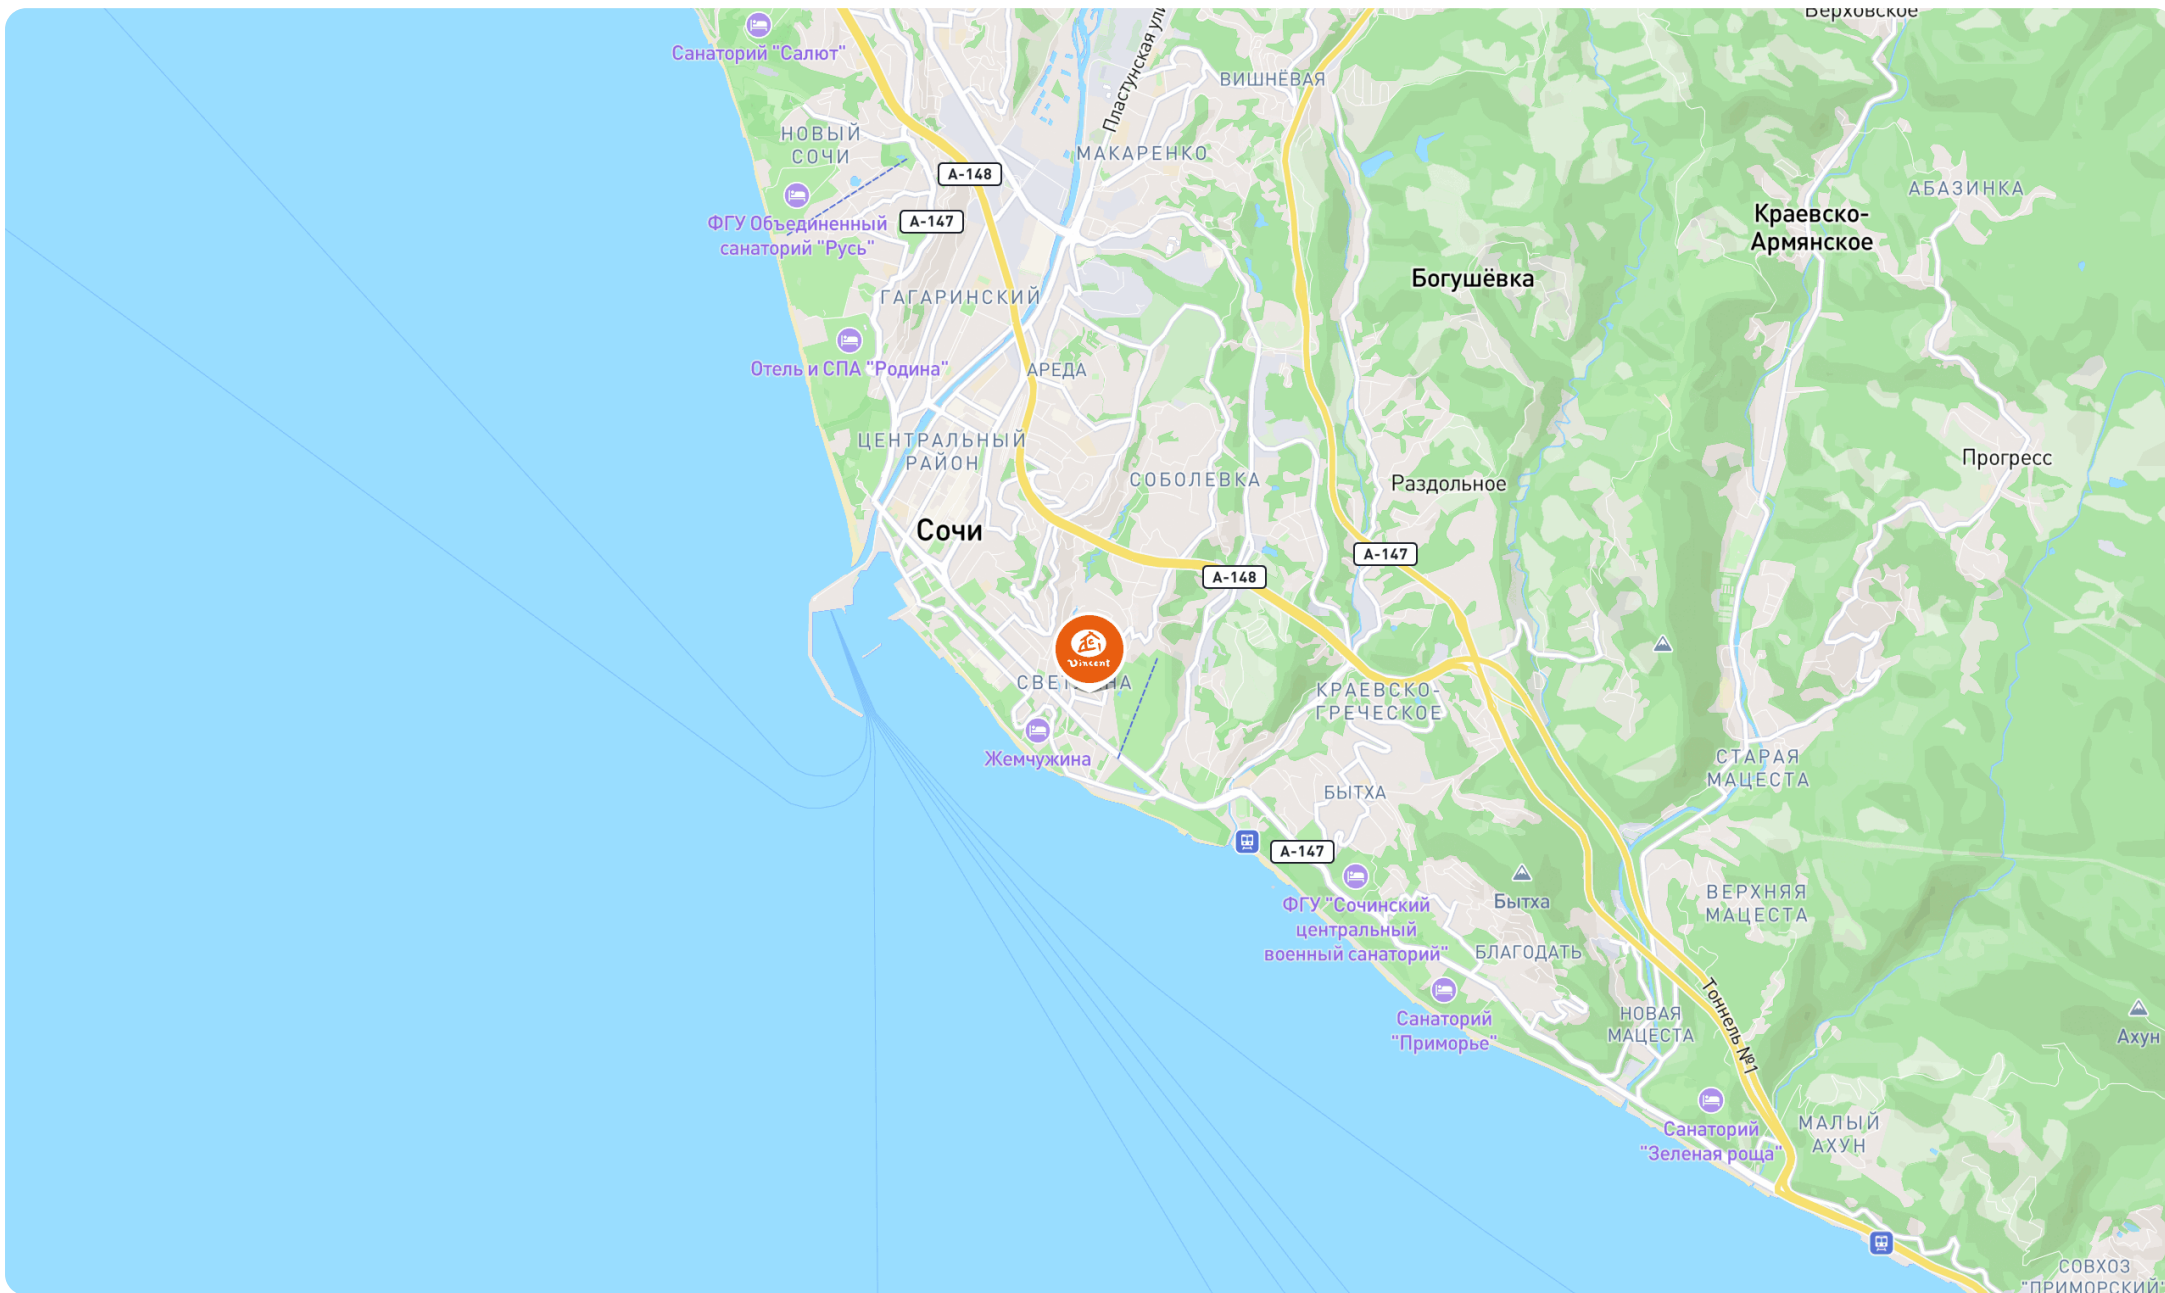 Верховское
Санаторий "Салют"
Пластунская ули
ВИШНЁВАЯ
НОВЫЙ
СОЧИ
МАКАРЕНКО
А-148
АБАЗИНКА
ФГУ Объединенный
санаторий "Русь"
А-147
Краевско-
Армянское
Богушёвка
ГАГАРИНСКИЙ
Отель и СПА "Родина"
АРЕДА
ЦЕНТРАЛЬНЫЙ
РАЙОН
СОБОЛЕВКА
Раздольное
Прогресс
Сочи
А-147
А-148
Vincent
КРАЕВСКО-
ГРЕЧЕСКОЕ
Жемчужина
СТАРАЯ
МАЦЕСТА
БЫТХА
А-147
ФГУ "Сочинский
центральный
военный санаторий"
Бытха
ВЕРХНЯЯ
МАЦЕСТА
БЛАГОДАТЬ
Санаторий
"Приморье"
НОВАЯ
МАЦЕСТА
Тоннель №1
Ахун
Санаторий
"Зеленая роща"
МАЛЫЙ
АХУН
СОВХОЗ
"ПРИМОРСКИЙ"